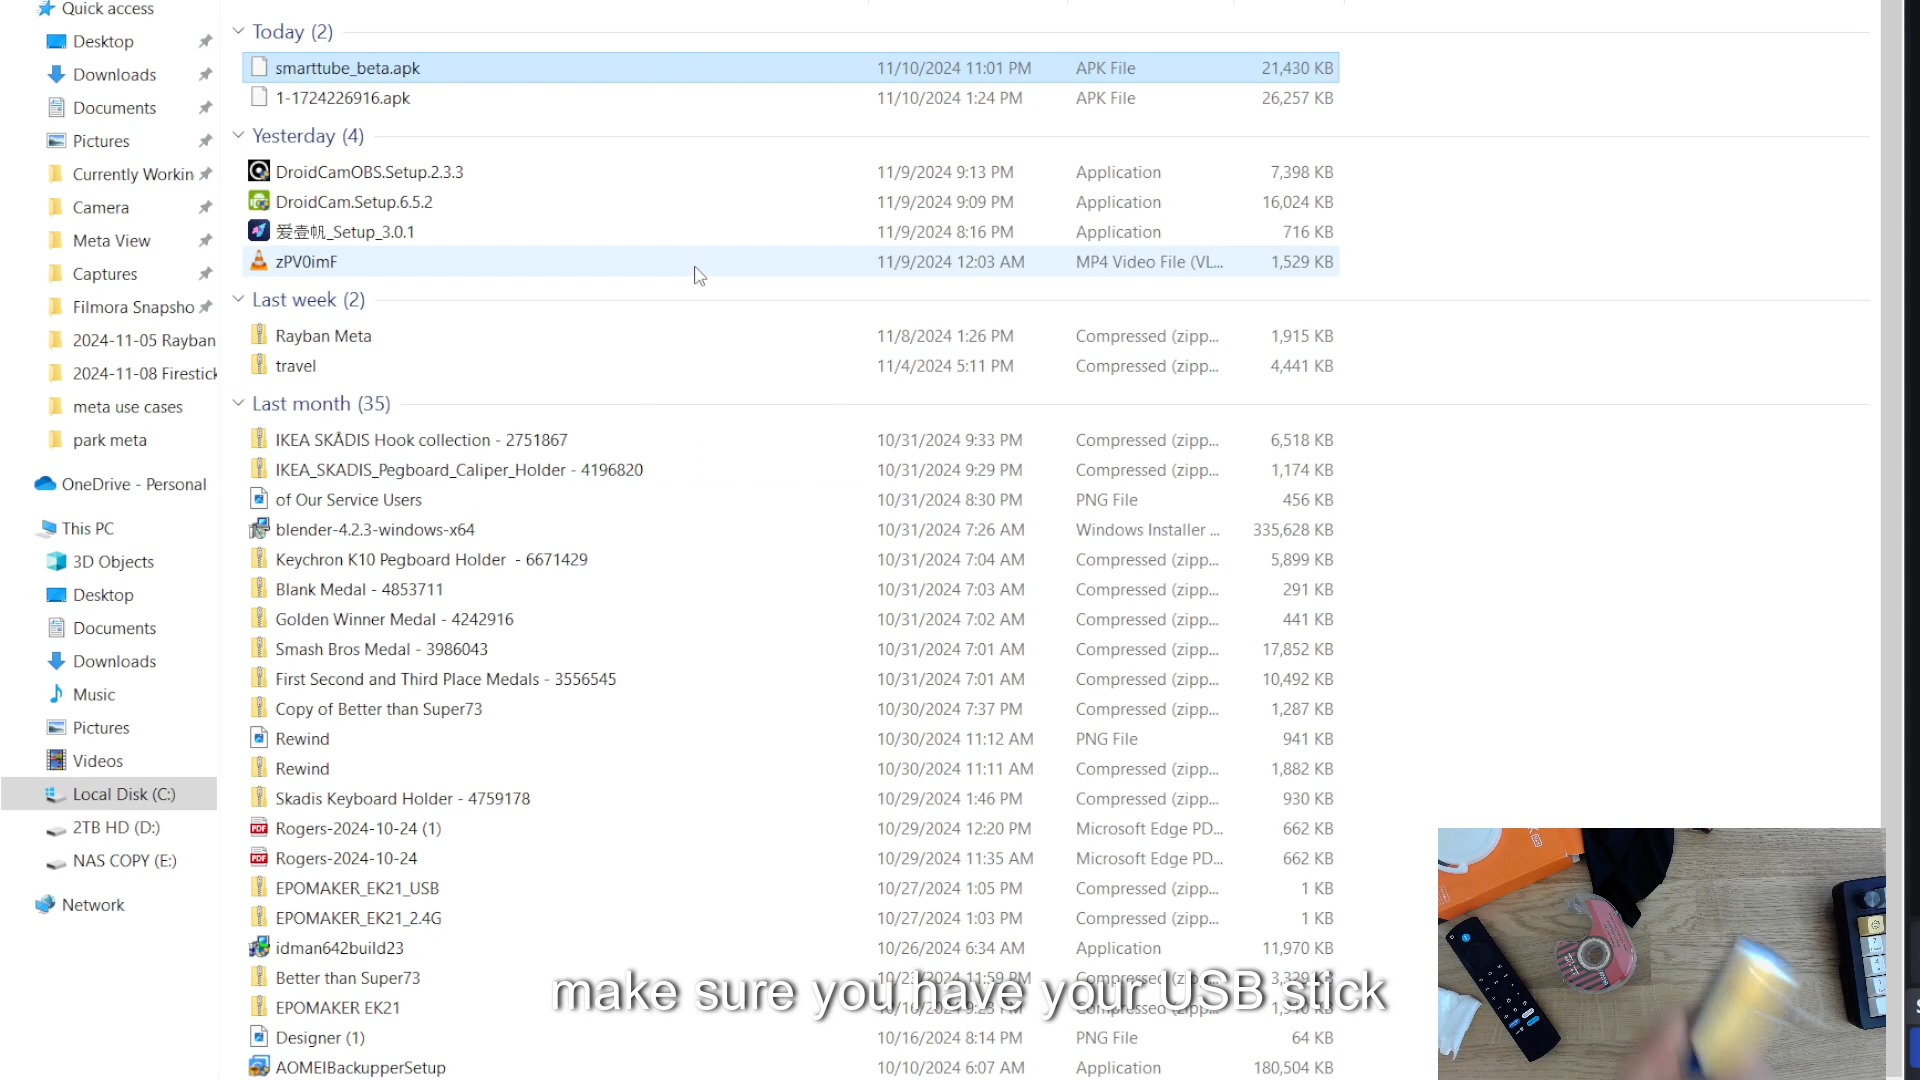 Quick access
Desktop
Downloads
Documents
Pictures
Currently Workin
Camera
Meta View
Captures
Filmora Snapsho
2024-11-05 Rayban
2024-11-08 Firestick
meta use cases
park meta
OneDrive - Personal
This PC
3D Objects
Desktop
Documents
Downloads
Music
Pictures
Videos
Local Disk (C:)
2TB HD (D:)
NAS COPY (E:)
Network
Today (2)
smarttube_beta.apk 11/10/2024 11:01 PM APK File 21,430 KB
1-1724226916.apk 11/10/2024 1:24 PM APK File 26,257 KB
Yesterday (4)
DroidCamOBS.Setup.2.3.3 11/9/2024 9:13 PM Application 7,398 KB
DroidCam.Setup.6.5.2 11/9/2024 9:09 PM Application 16,024 KB
爱壹帆_Setup_3.0.1 11/9/2024 8:16 PM Application 716 KB
zPV0imF 11/9/2024 12:03 AM MP4 Video File (VL... 1,529 KB
Last week (2)
Rayban Meta 11/8/2024 1:26 PM Compressed (zipp... 1,915 KB
travel 11/4/2024 5:11 PM Compressed (zipp... 4,441 KB
Last month (35)
IKEA SKÅDIS Hook collection - 2751867 10/31/2024 9:33 PM Compressed (zipp... 6,518 KB
IKEA_SKADIS_Pegboard_Caliper_Holder - 4196820 10/31/2024 9:29 PM Compressed (zipp... 1,174 KB
of Our Service Users 10/31/2024 8:30 PM PNG File 456 KB
blender-4.2.3-windows-x64 10/31/2024 7:26 AM Windows Installer ... 335,628 KB
Keychron K10 Pegboard Holder - 6671429 10/31/2024 7:04 AM Compressed (zipp... 5,899 KB
Blank Medal - 4853711 10/31/2024 7:03 AM Compressed (zipp... 291 KB
Golden Winner Medal - 4242916 10/31/2024 7:02 AM Compressed (zipp... 441 KB
Smash Bros Medal - 3986043 10/31/2024 7:01 AM Compressed (zipp... 17,852 KB
First Second and Third Place Medals - 3556545 10/31/2024 7:01 AM Compressed (zipp... 10,492 KB
Copy of Better than Super73 10/30/2024 7:37 PM Compressed (zipp... 1,287 KB
Rewind 10/30/2024 11:12 AM PNG File 941 KB
Rewind 10/30/2024 11:11 AM Compressed (zipp... 1,882 KB
Skadis Keyboard Holder - 4759178 10/29/2024 1:46 PM Compressed (zipp... 930 KB
Rogers-2024-10-24 (1) 10/29/2024 12:20 PM Microsoft Edge PD... 662 KB
Rogers-2024-10-24 10/29/2024 11:35 AM Microsoft Edge PD... 662 KB
EPOMAKER_EK21_USB 10/27/2024 1:05 PM Compressed (zipp... 1 KB
EPOMAKER_EK21_2.4G 10/27/2024 1:03 PM Compressed (zipp... 1 KB
idman642build23 10/26/2024 6:34 AM Application 11,970 KB
Better than Super73 11:59 PM Compressed (zipp... 3,329 KB
make sure you have your USB stick
EPOMAKER EK21 Compressed (zipp...
Designer (1) 10/16/2024 8:14 PM PNG File 64 KB
AOMEIBackupperSetup 10/10/2024 6:07 AM Application 180,504 KB